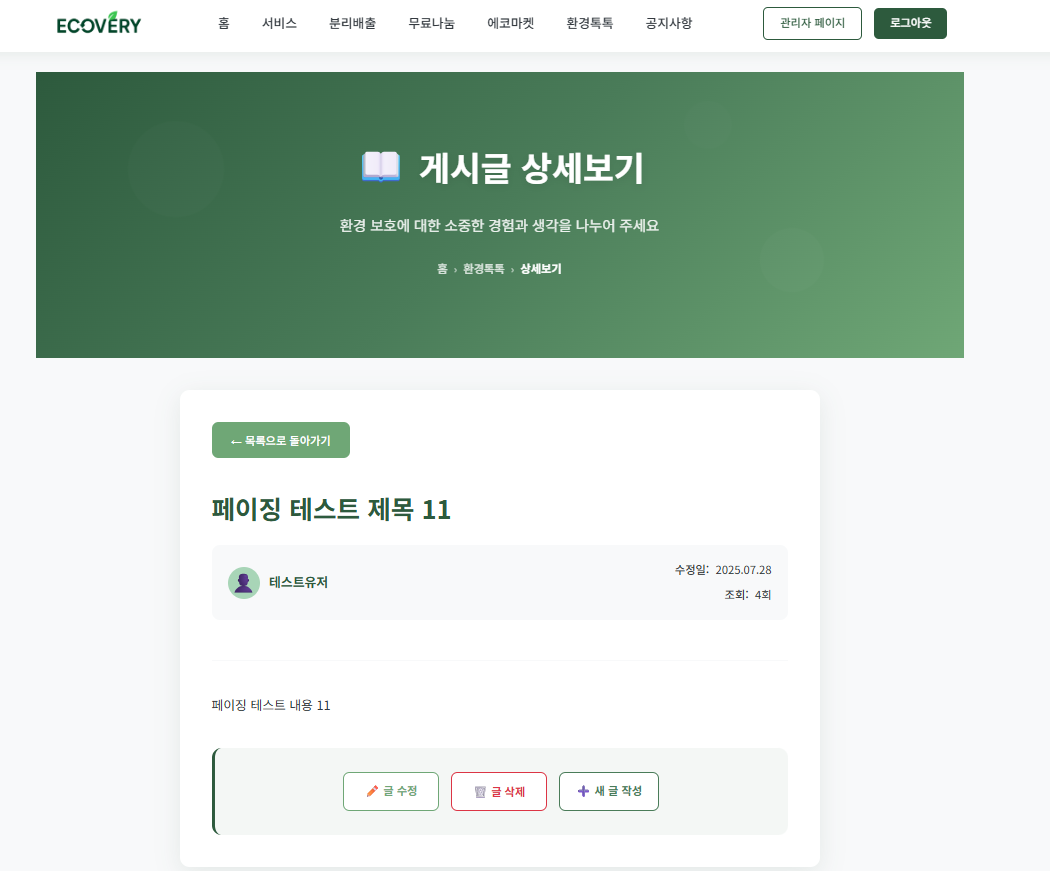 ECOVERY 홈 서비스 분리배출 무료나눔 에코마켓 환경톡톡 공지사항 관리자 페이지 로그아웃
게시글 상세보기
환경 보호에 대한 소중한 경험과 생각을 나누어 주세요
홈 › 환경톡톡 › 상세보기
← 목록으로 돌아가기
페이징 테스트 제목 11
테스트유저
수정일: 2025.07.28
조회: 4회
페이징 테스트 내용 11
글 수정 글 삭제 새 글 작성